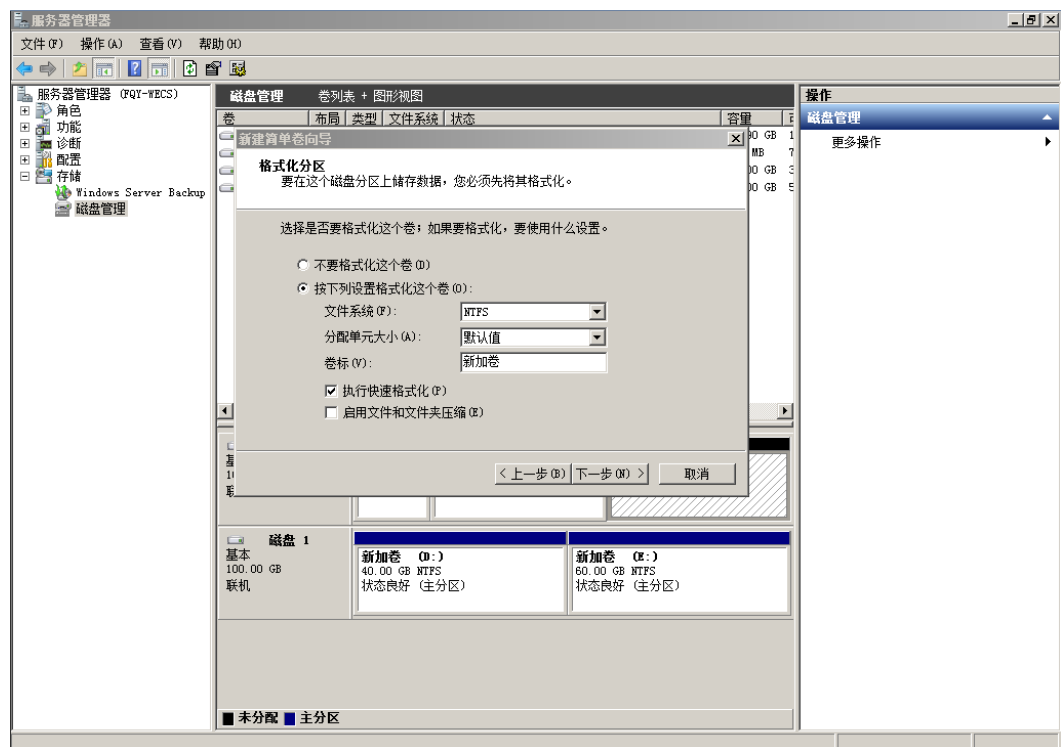 服务器管理器
文件(F) 操作(A) 查看(V) 帮助(H)
服务器管理器 (FQY-WECS)
角色
功能
诊断
配置
存储
Windows Server Backup
磁盘管理
磁盘管理 卷列表 + 图形视图
卷 布局 类型 文件系统 状态 容量
新建简单卷向导
格式化分区
要在这个磁盘分区上储存数据，您必须先将其格式化。
选择是否要格式化这个卷；如果要格式化，要使用什么设置。
不要格式化这个卷(D)
按下列设置格式化这个卷(O):
文件系统(F): NTFS
分配单元大小(A): 默认值
卷标(V): 新加卷
执行快速格式化(P)
启用文件和文件夹压缩(E)
< 上一步(B) 下一步(N) > 取消
GB
MB
GB
GB
磁盘 1
基本
100.00 GB
联机
新加卷 (D:)
40.00 GB NTFS
状态良好 (主分区)
新加卷 (E:)
60.00 GB NTFS
状态良好 (主分区)
未分配 主分区
操作
磁盘管理
更多操作